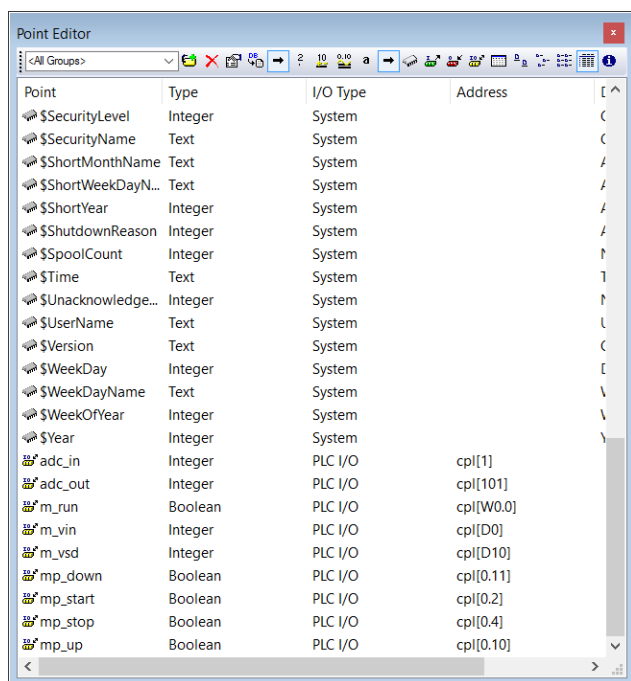 Point Editor
<All Groups>
Point Type I/O Type Address
$SecurityLevel Integer System
$SecurityName Text System
$ShortMonthName Text System
$ShortWeekDayN... Text System
$ShortYear Integer System
$ShutdownReason Integer System
$SpoolCount Integer System
$Time Text System
$Unacknowledge... Integer System
$UserName Text System
$Version Text System
$WeekDay Integer System
$WeekDayName Text System
$WeekOfYear Integer System
$Year Integer System
adc_in Integer PLC I/O cpl[1]
adc_out Integer PLC I/O cpl[101]
m_run Boolean PLC I/O cpl[W0.0]
m_vin Integer PLC I/O cpl[D0]
m_vsd Integer PLC I/O cpl[D10]
mp_down Boolean PLC I/O cpl[0.11]
mp_start Boolean PLC I/O cpl[0.2]
mp_stop Boolean PLC I/O cpl[0.4]
mp_up Boolean PLC I/O cpl[0.10]